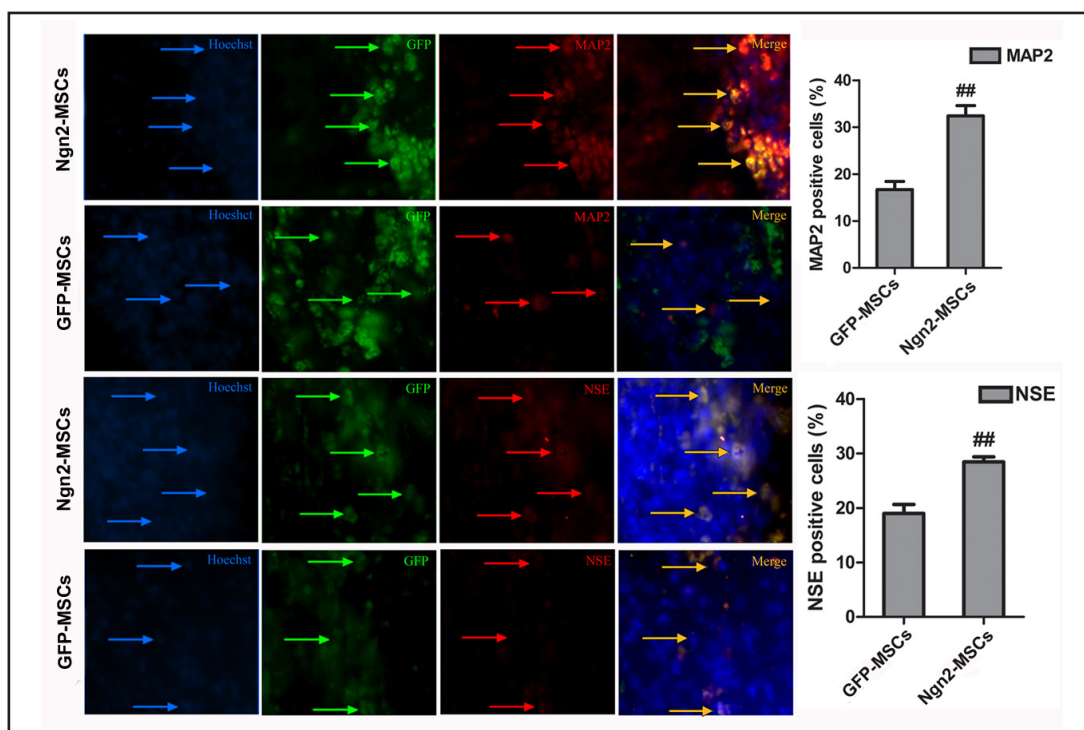 Ngn2-MSCs
Hoechst
GFP
MAP2
Merge
GFP-MSCs
Hoeshct
GFP
MAP2
Merge
Ngn2-MSCs
Hoechst
GFP
NSE
Merge
GFP-MSCs
Hoechst
GFP
NSE
Merge
MAP2
MAP2 positive cells (%)
40
30
20
10
0
##
GFP-MSCs
Ngn2-MSCs
NSE
NSE positive cells (%)
40
30
20
10
0
##
GFP-MSCs
Ngn2-MSCs